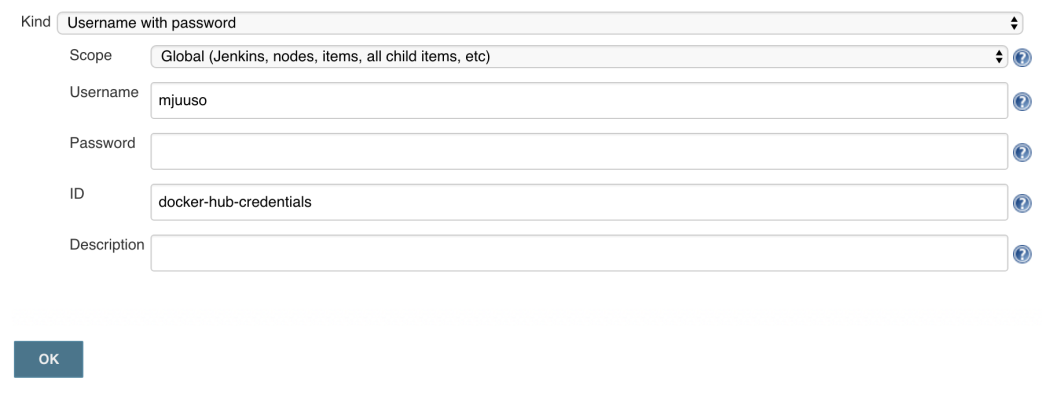 Kind Username with password
Scope Global (Jenkins, nodes, items, all child items, etc)
Username mjuuso
Password
ID docker-hub-credentials
Description
OK